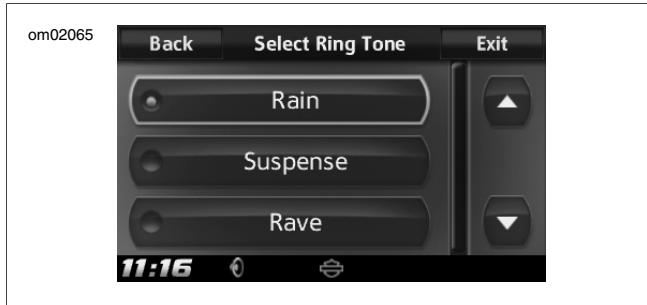 om02065
Back Select Ring Tone Exit
Rain
Suspense
Rave
11:16